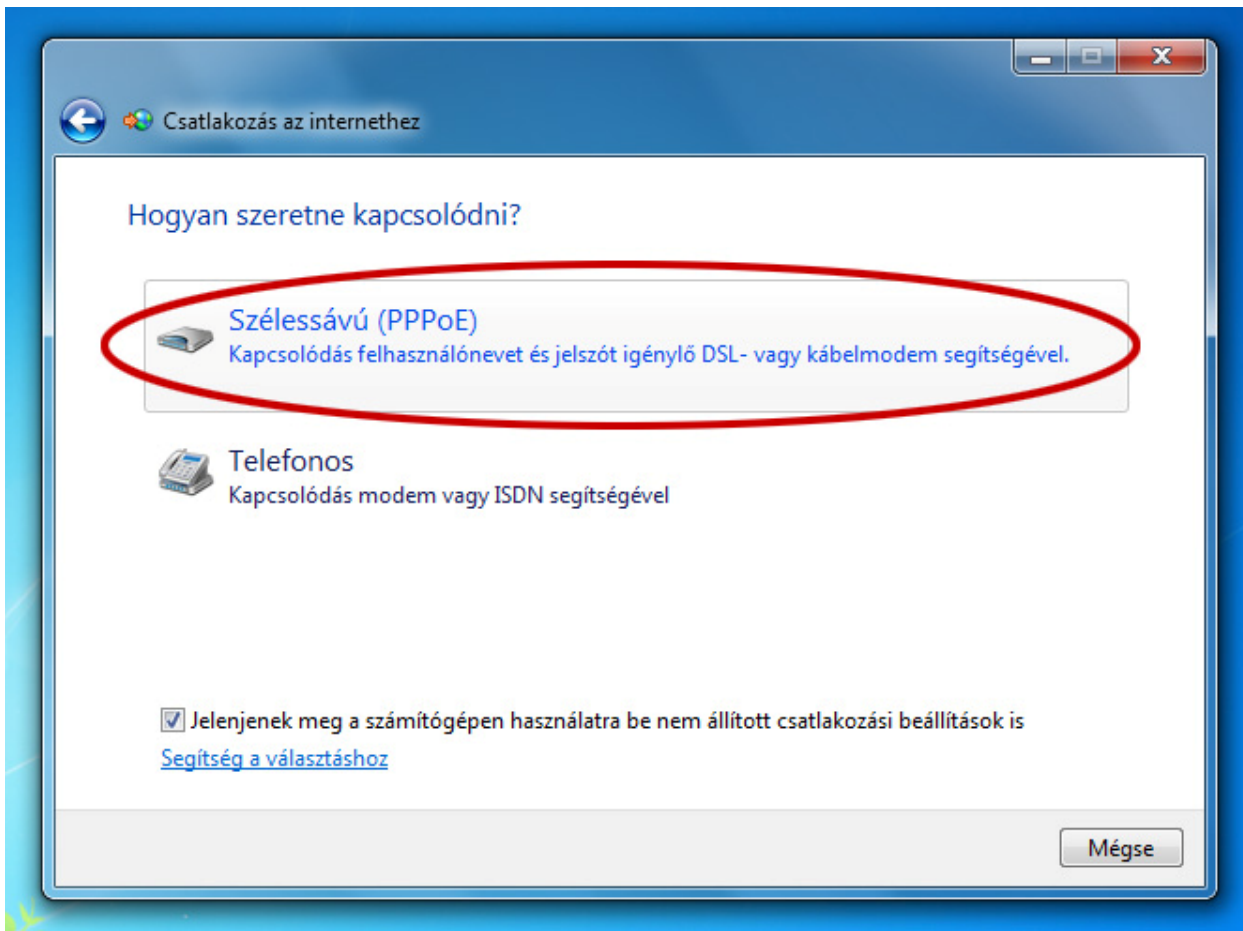 Csatlakozás az internethez
Hogyan szeretne kapcsolódni?
Szélessávú (PPPoE)
Kapcsolódás felhasználónevet és jelszót igénylő DSL- vagy kábelmodem segítségével.
Telefonos
Kapcsolódás modem vagy ISDN segítségével
Jelenjenek meg a számítógépen használatra be nem állított csatlakozási beállítások is
Segítség a választáshoz
Mégse